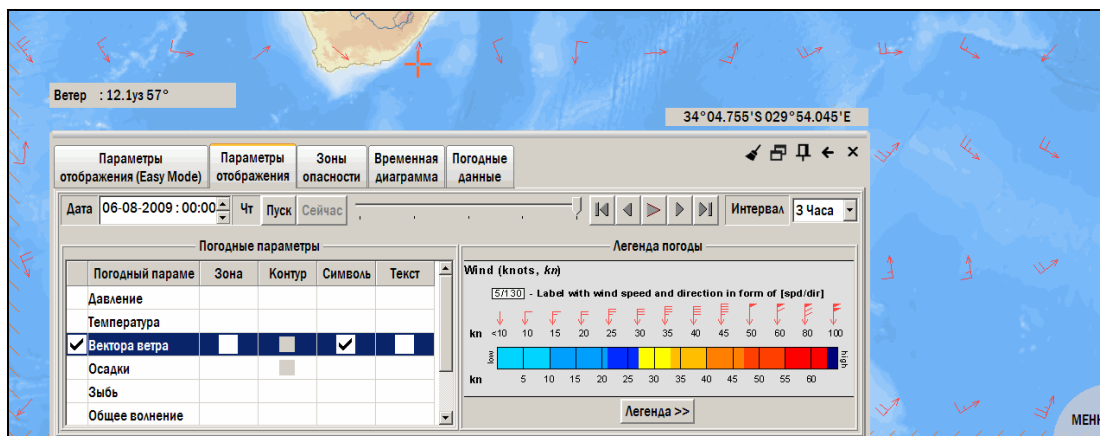 Ветер : 12.1уз 57°
34°04.755'S 029°54.045'E
Параметры отображения (Easy Mode)
Параметры отображения
Зоны опасности
Временная диаграмма
Погодные данные
Дата 06-08-2009 : 00:00 Чт Пуск Сейчас Интервал 3 Часа
Погодные параметры
Погодный параме Зона Контур Символь Текст
Давление
Температура
Вектора ветра
Осадки
Зыбь
Общее волнение
Легенда погоды
Wind (knots, kn)
5/130 - Label with wind speed and direction in form of [spd/dir]
kn <10 10 15 20 25 30 35 40 45 50 60 80 100
low high
kn 5 10 15 20 25 30 35 40 45 50 55 60
Легенда >>